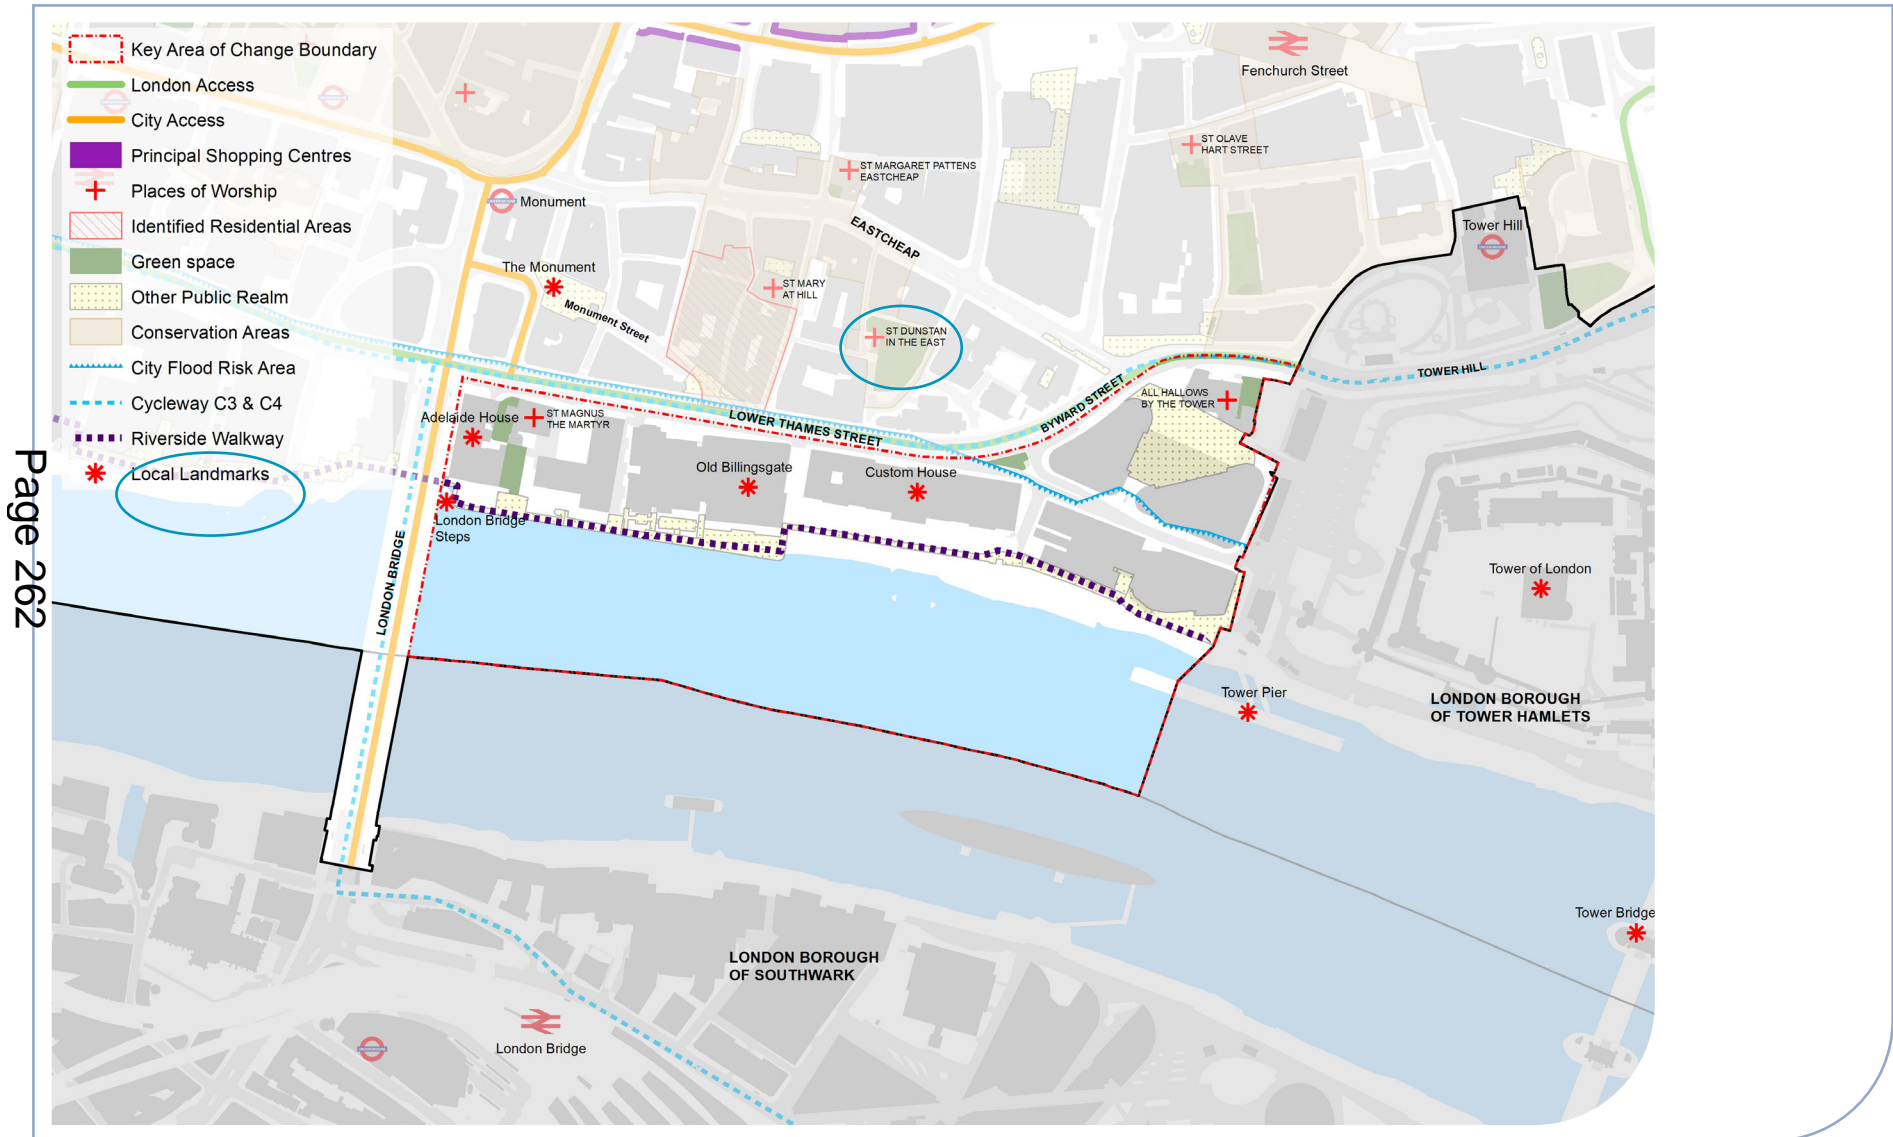 Key Area of Change Boundary
London Access
City Access
Principal Shopping Centres
Places of Worship
Identified Residential Areas
Green space
Other Public Realm
Conservation Areas
City Flood Risk Area
Cycleway C3 & C4
Riverside Walkway
Local Landmarks
Page 262
Fenchurch Street
ST OLAVE
HART STREET
ST MARGARET PATTENS
EASTCHEAP
Monument
EASTCHEAP
Tower Hill
The Monument
Monument Street
ST MARY
AT HILL
ST DUNSTAN
IN THE EAST
TOWER HILL
BYWARD STREET
ALL HALLOWS
BY THE TOWER
Adelaide House
ST MAGNUS
THE MARTYR
LOWER THAMES STREET
Old Billingsgate
Custom House
London Bridge
Steps
LONDON BRIDGE
Tower of London
Tower Pier
LONDON BOROUGH
OF TOWER HAMLETS
Tower Bridge
LONDON BOROUGH
OF SOUTHWARK
London Bridge